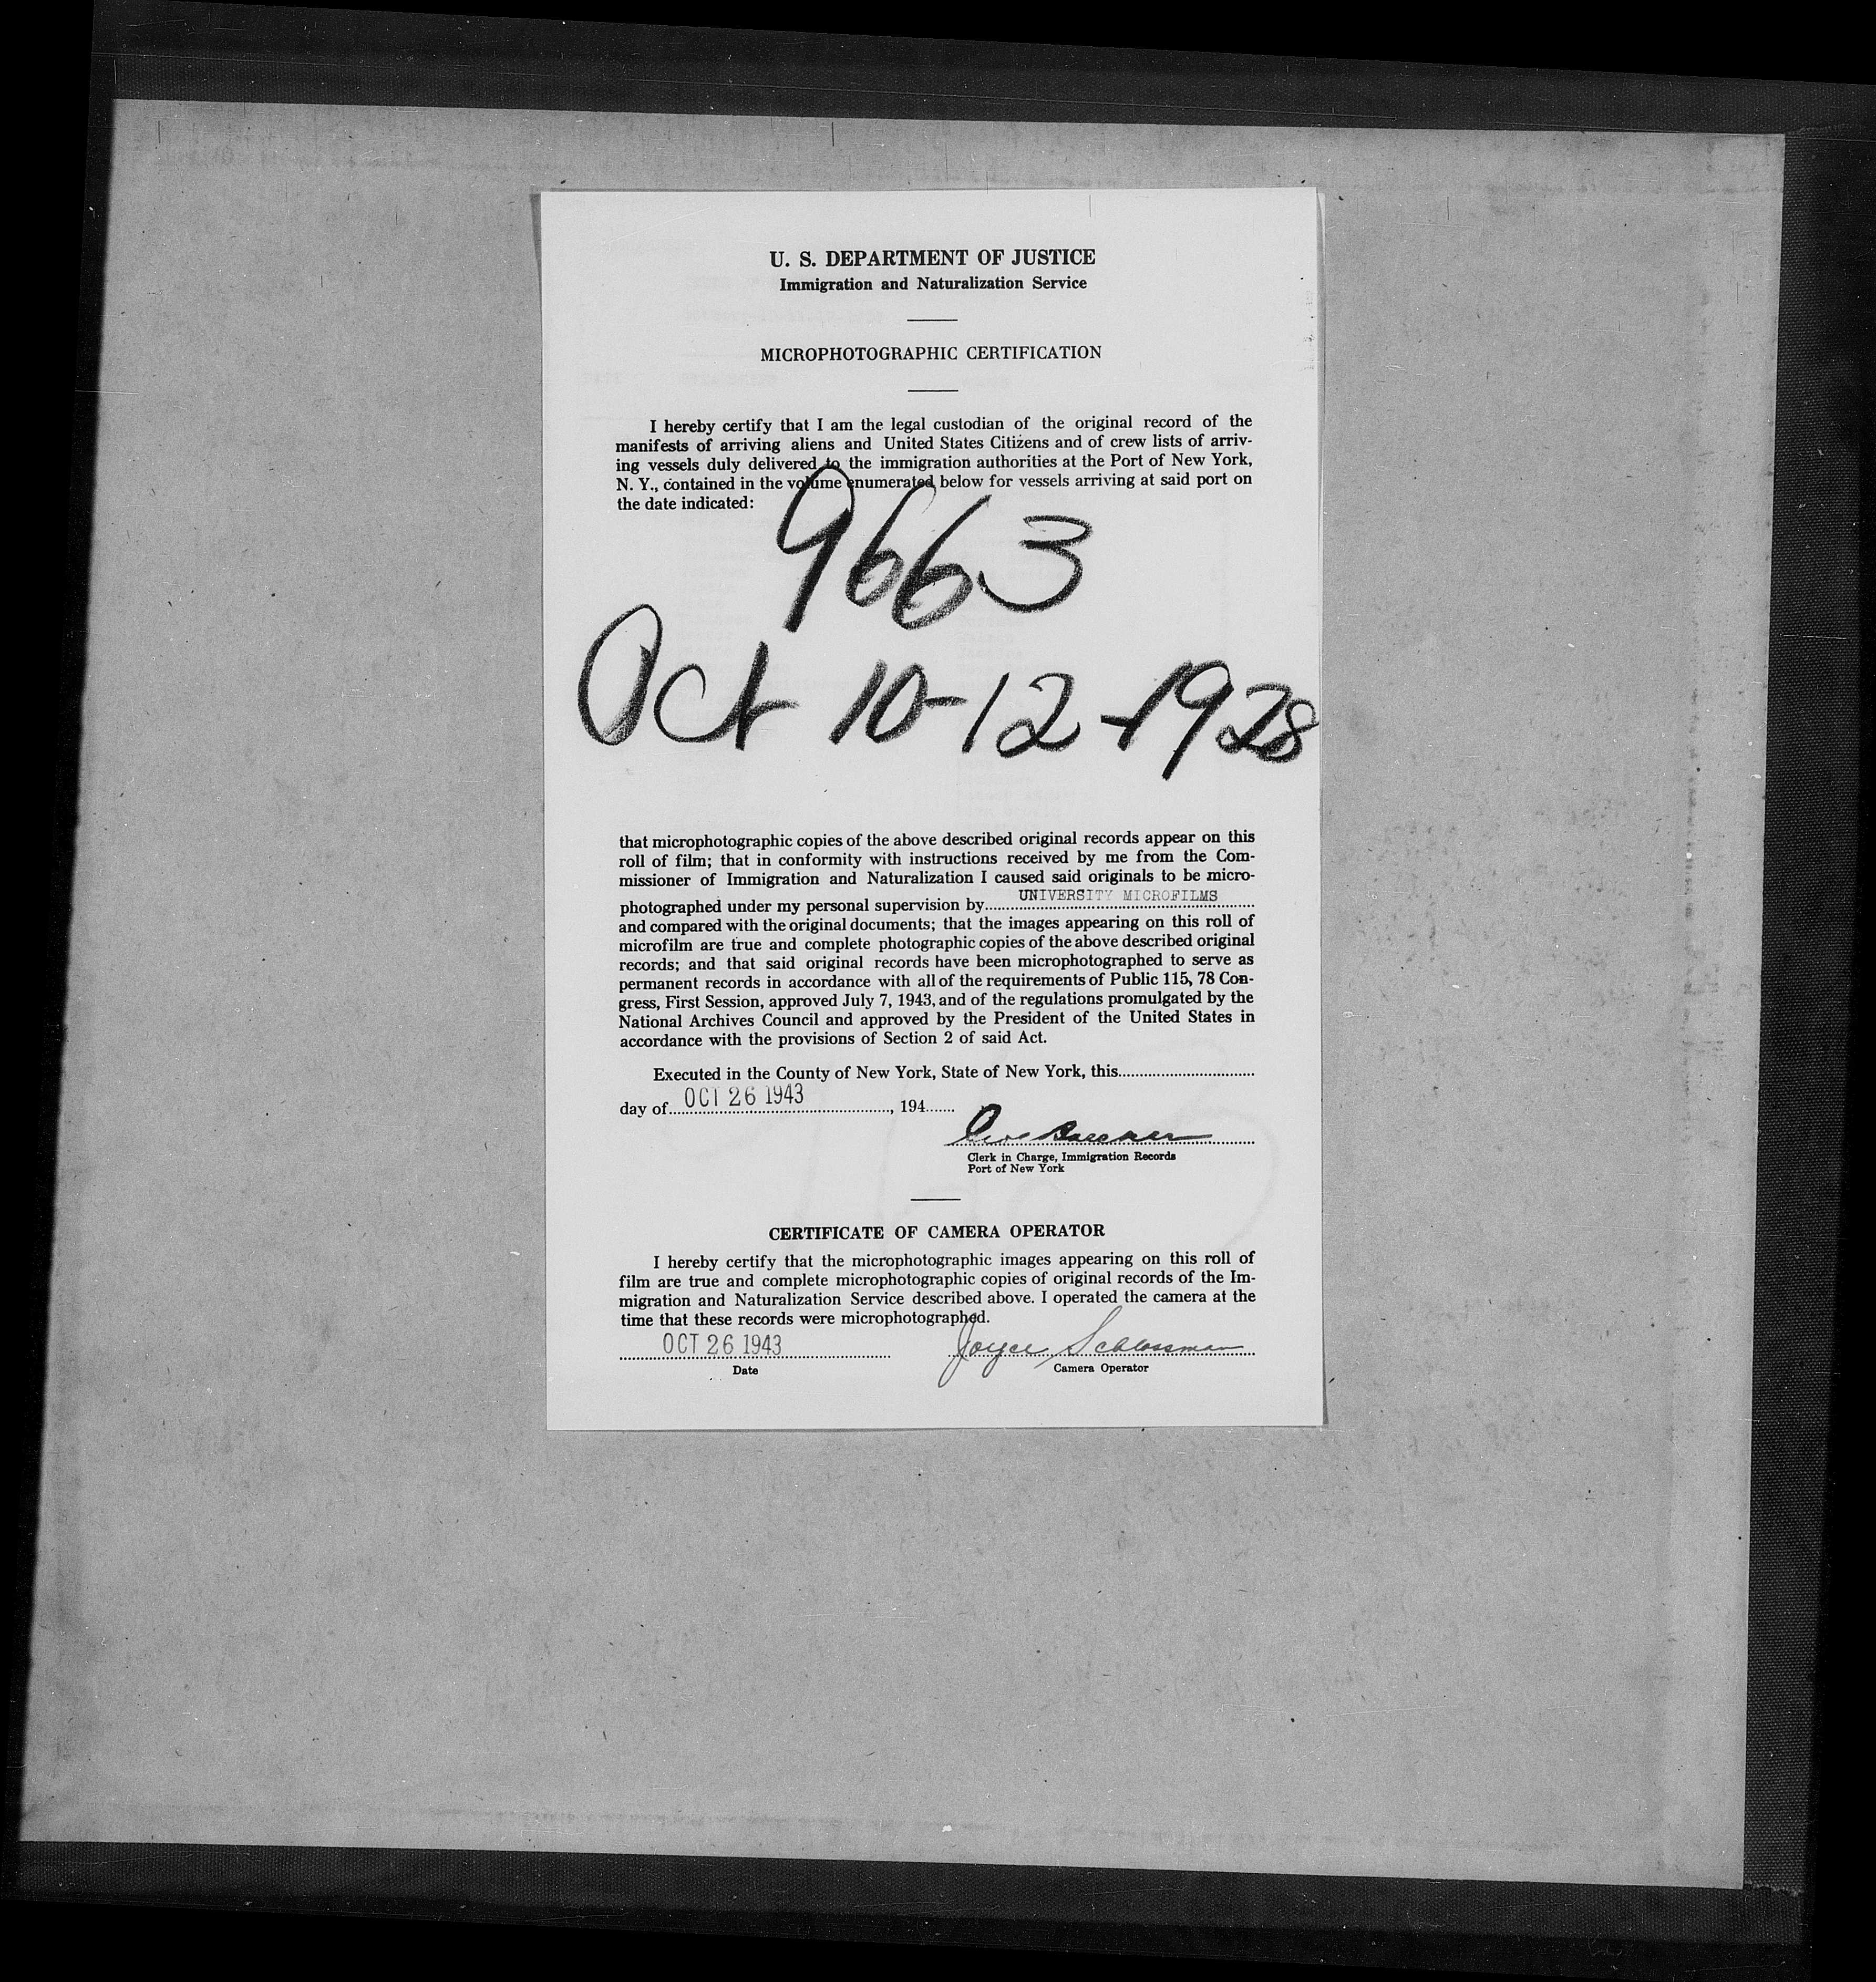 U. S. DEPARTMENT OF JUSTICE
Immigration and Naturalization Service
MICROPHOTOGRAPHIC CERTIFICATION
I hereby certify that I am the legal custodian of the original record of the
manifests of arriving aliens and United States Citizens and of crew lists of arriv-
ing vessels duly delivered to the immigration authorities at the Port of New York,
N. Y., contained in the volume enumerated below for vessels arriving at said port on
the date indicated:
9663
Oct 10-12-1928
that microphotographic copies of the above described original records appear on this
roll of film; that in conformity with instructions received by me from the Com-
missioner of Immigration and Naturalization I caused said originals to be micro-
photographed under my personal supervision by UNIVERSITY MICROFILMS
and compared with the original documents; that the images appearing on this roll of
microfilm are true and complete photographic copies of the above described original
records; and that said original records have been microphotographed to serve as
permanent records in accordance with all of the requirements of Public 115, 78 Con-
gress, First Session, approved July 7, 1943, and of the regulations promulgated by the
National Archives Council and approved by the President of the United States in
accordance with the provisions of Section 2 of said Act.
Executed in the County of New York, State of New York, this
day of OCT 26 1943, 194
Clerk in Charge, Immigration Records
Port of New York
CERTIFICATE OF CAMERA OPERATOR
I hereby certify that the microphotographic images appearing on this roll of
film are true and complete microphotographic copies of original records of the Im-
migration and Naturalization Service described above. I operated the camera at the
time that these records were microphotographed.
OCT 26 1943 Joyce Schlossman
Date Camera Operator